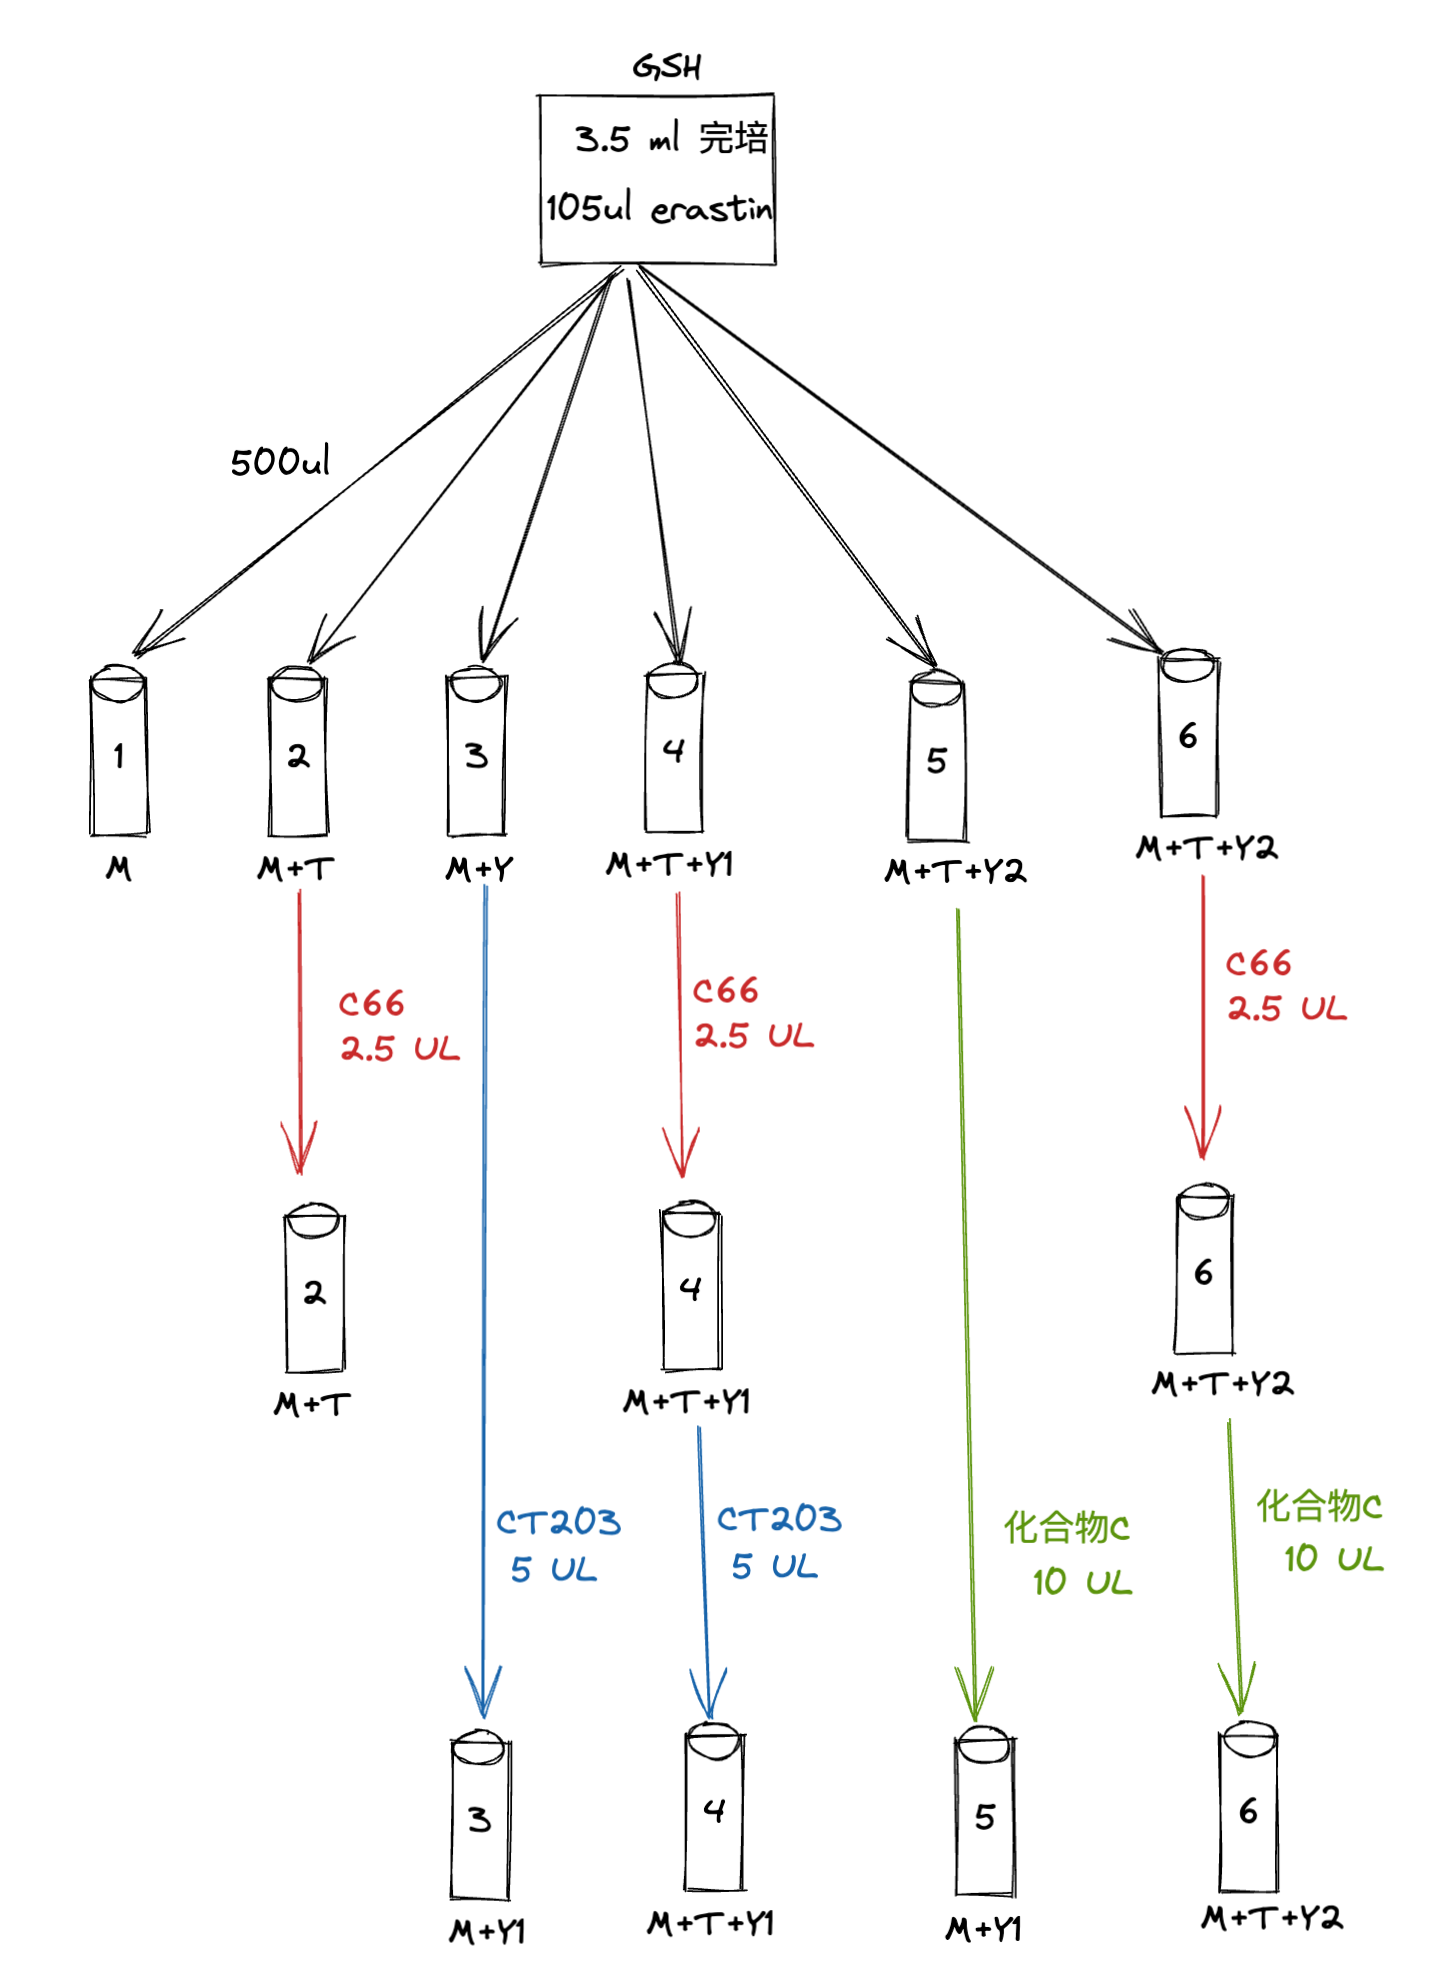 GSH
3.5 ml 完培
105ul erastin
500ul
1
2
3
4
5
6
M
M+T
M+Y
M+T+Y1
M+T+Y2
M+T+Y2
C66
2.5 UL
C66
2.5 UL
C66
2.5 UL
2
4
6
M+T
M+T+Y1
M+T+Y2
CT203
5 UL
CT203
5 UL
化合物C
10 UL
化合物C
10 UL
3
4
5
6
M+Y1
M+T+Y1
M+Y1
M+T+Y2